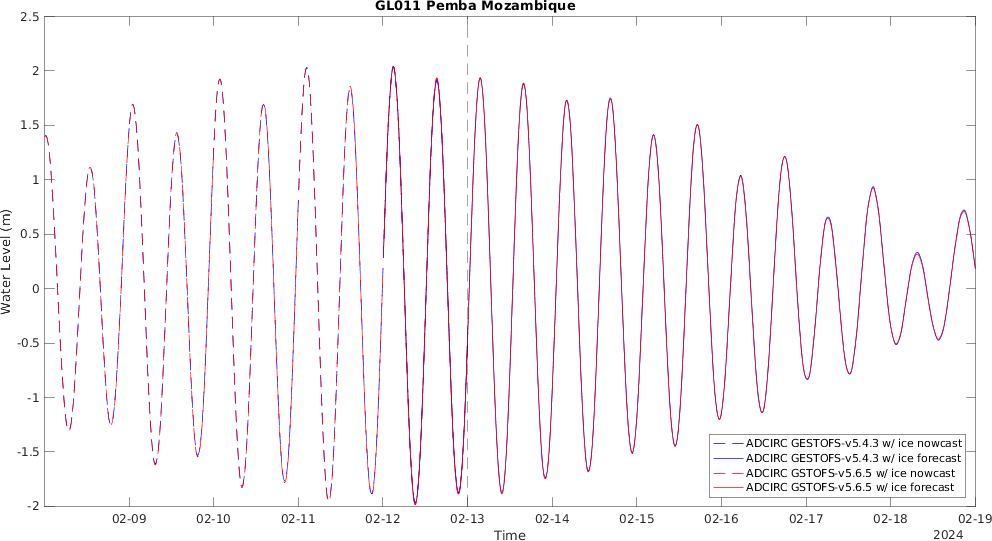 GL011 Pemba Mozambique
2.5
2
1.5
1
0.5
0
-0.5
-1
-1.5
-2
Water Level (m)
ADCIRC GESTOFS-v5.4.3 w/ ice nowcast
ADCIRC GESTOFS-v5.4.3 w/ ice forecast
ADCIRC GSTOFS-v5.6.5 w/ ice nowcast
ADCIRC GSTOFS-v5.6.5 w/ ice forecast
02-09 02-10 02-11 02-12 02-13 02-14 02-15 02-16 02-17 02-18 02-19
Time
2024